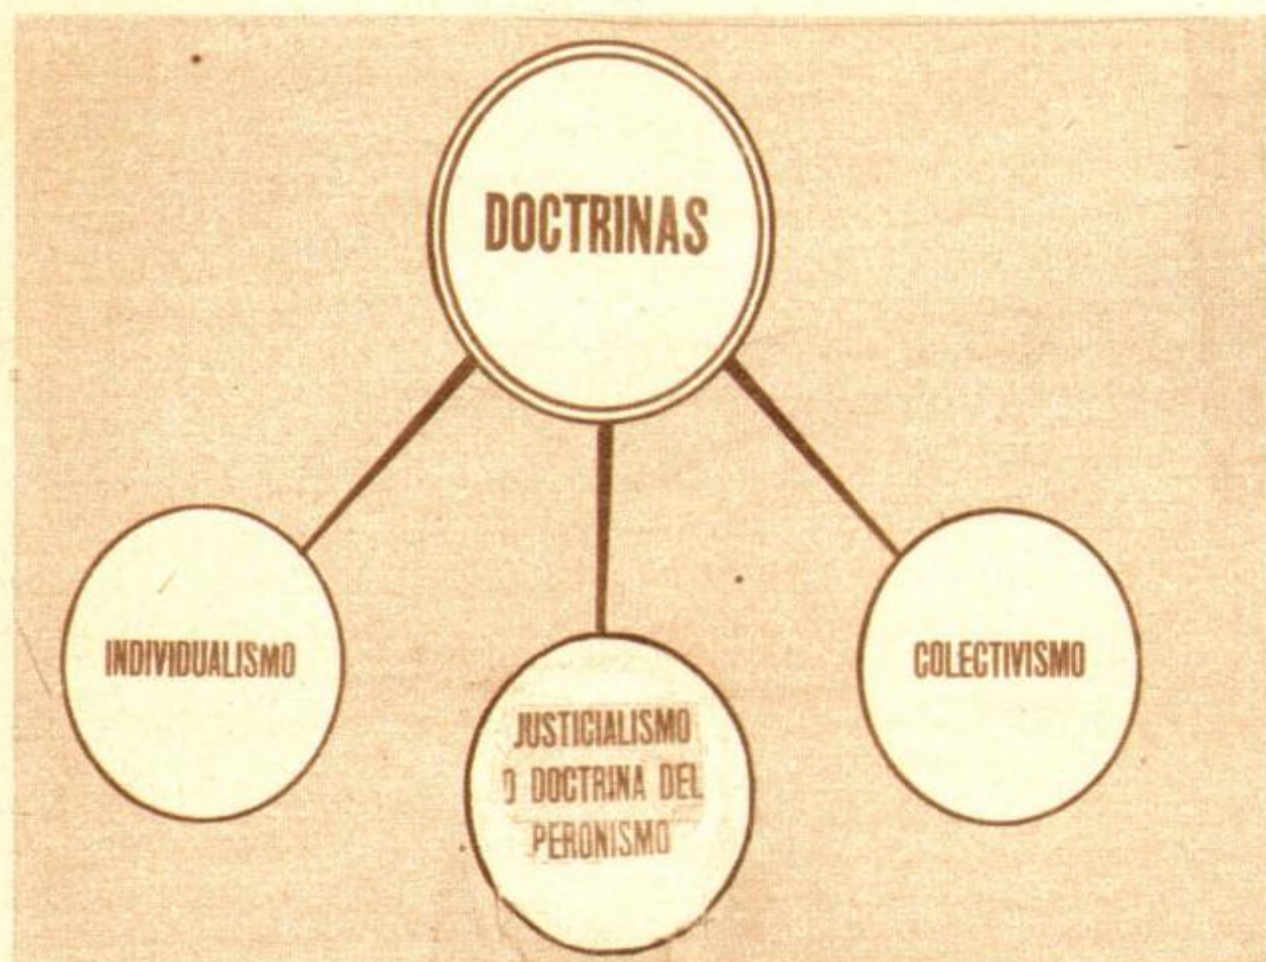 DOCTRINAS
INDIVIDUALISMO
COLECTIVISMO
JUSTICIALISMO
O DOCTRINA DEL
PERONISMO